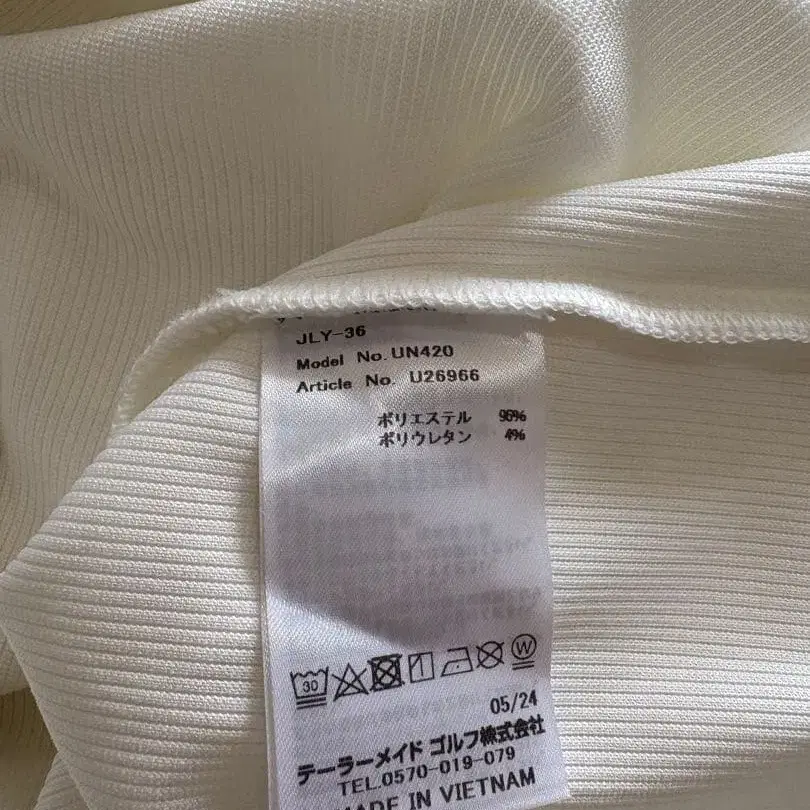 JLY-36
Model No. UN420
Article No. U26966
ポリエステル 96%
ポリウレタン 4%
30
W
05/24
テーラーメイド ゴルフ株式会社
TEL.0570-019-079
MADE IN VIETNAM